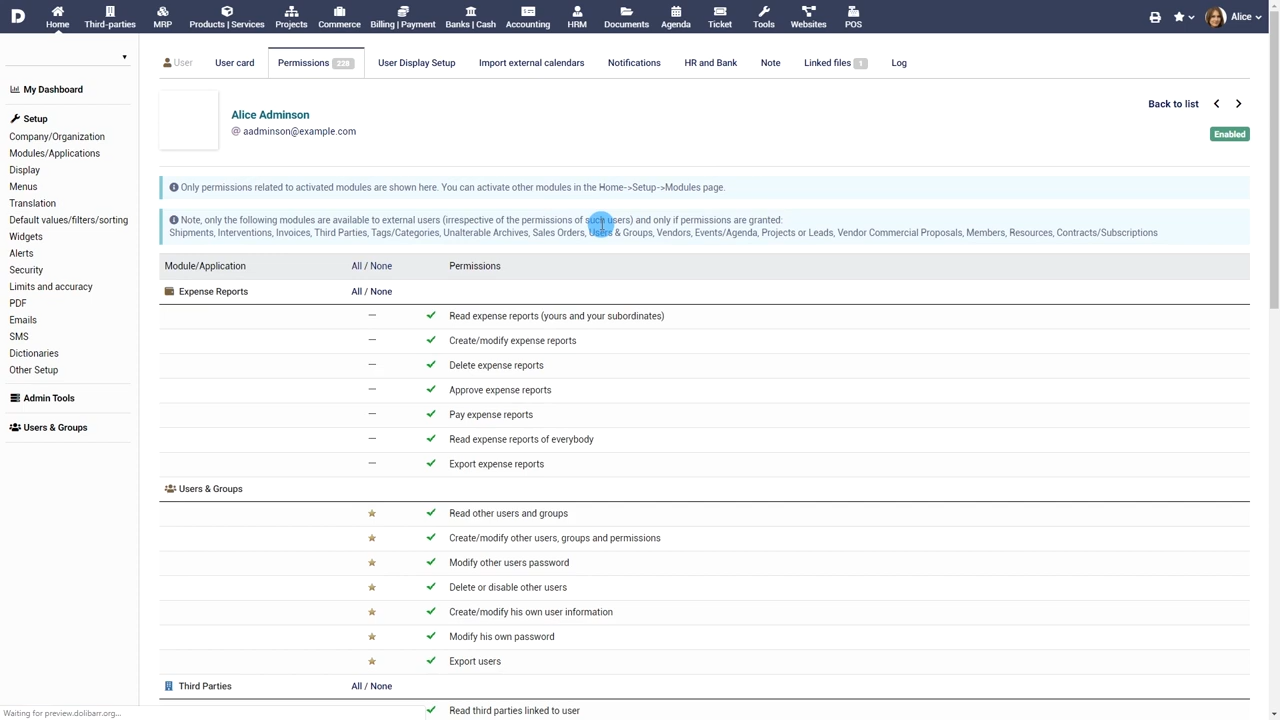 D
Home
Third-parties
MRP
Products | Services
Projects
Commerce
Billing | Payment
Banks | Cash
Accounting
HRM
Documents
Agenda
Ticket
Tools
Websites
POS
Alice
User
User card
Permissions 228
User Display Setup
Import external calendars
Notifications
HR and Bank
Note
Linked files 1
Log
My Dashboard
Setup
Company/Organization
Modules/Applications
Display
Menus
Translation
Default values/filters/sorting
Widgets
Alerts
Security
Limits and accuracy
PDF
Emails
SMS
Dictionaries
Other Setup
Admin Tools
Users & Groups
Alice Adminson
@ aadminson@example.com
Back to list
Enabled
Only permissions related to activated modules are shown here. You can activate other modules in the Home->Setup->Modules page.
Note, only the following modules are available to external users (irrespective of the permissions of such users) and only if permissions are granted:
Shipments, Interventions, Invoices, Third Parties, Tags/Categories, Unalterable Archives, Sales Orders, Users & Groups, Vendors, Events/Agenda, Projects or Leads, Vendor Commercial Proposals, Members, Resources, Contracts/Subscriptions
Module/Application All / None Permissions
Expense Reports All / None
Read expense reports (yours and your subordinates)
Create/modify expense reports
Delete expense reports
Approve expense reports
Pay expense reports
Read expense reports of everybody
Export expense reports
Users & Groups
Read other users and groups
Create/modify other users, groups and permissions
Modify other users password
Delete or disable other users
Create/modify his own user information
Modify his own password
Export users
Third Parties All / None
Read third parties linked to user
Waiting for preview.dolibarr.org...